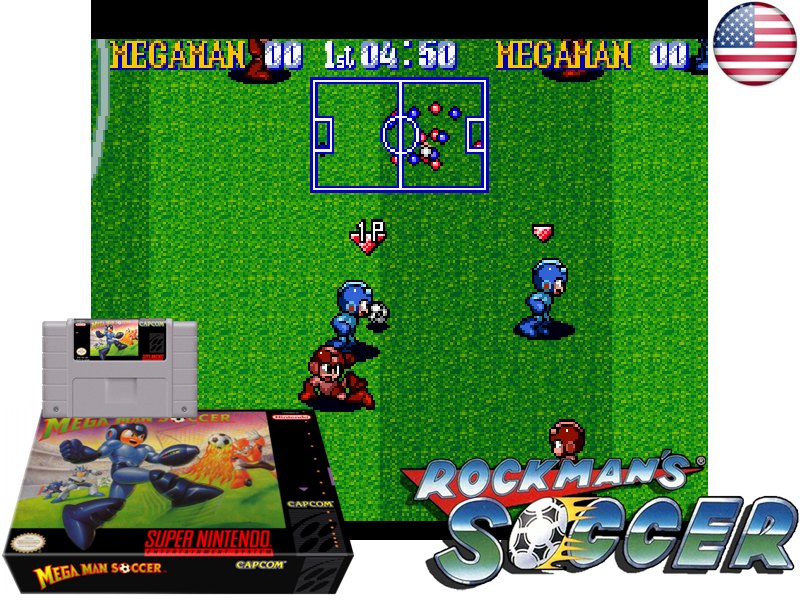 MEGAMAN 00 1st 04:50 MEGAMAN 00
1P
CAPCOM
MEGA MAN SOCCER
Nintendo
CAPCOM
SUPER NINTENDO
ENTERTAINMENT SYSTEM
MEGA MAN SOCCER
CAPCOM
ROCKMAN'S
SOCCER